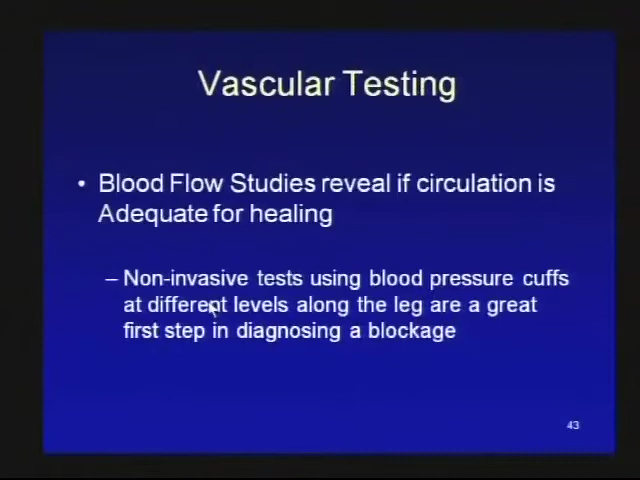 Vascular Testing
• Blood Flow Studies reveal if circulation is
Adequate for healing
– Non-invasive tests using blood pressure cuffs
at different levels along the leg are a great
first step in diagnosing a blockage
43